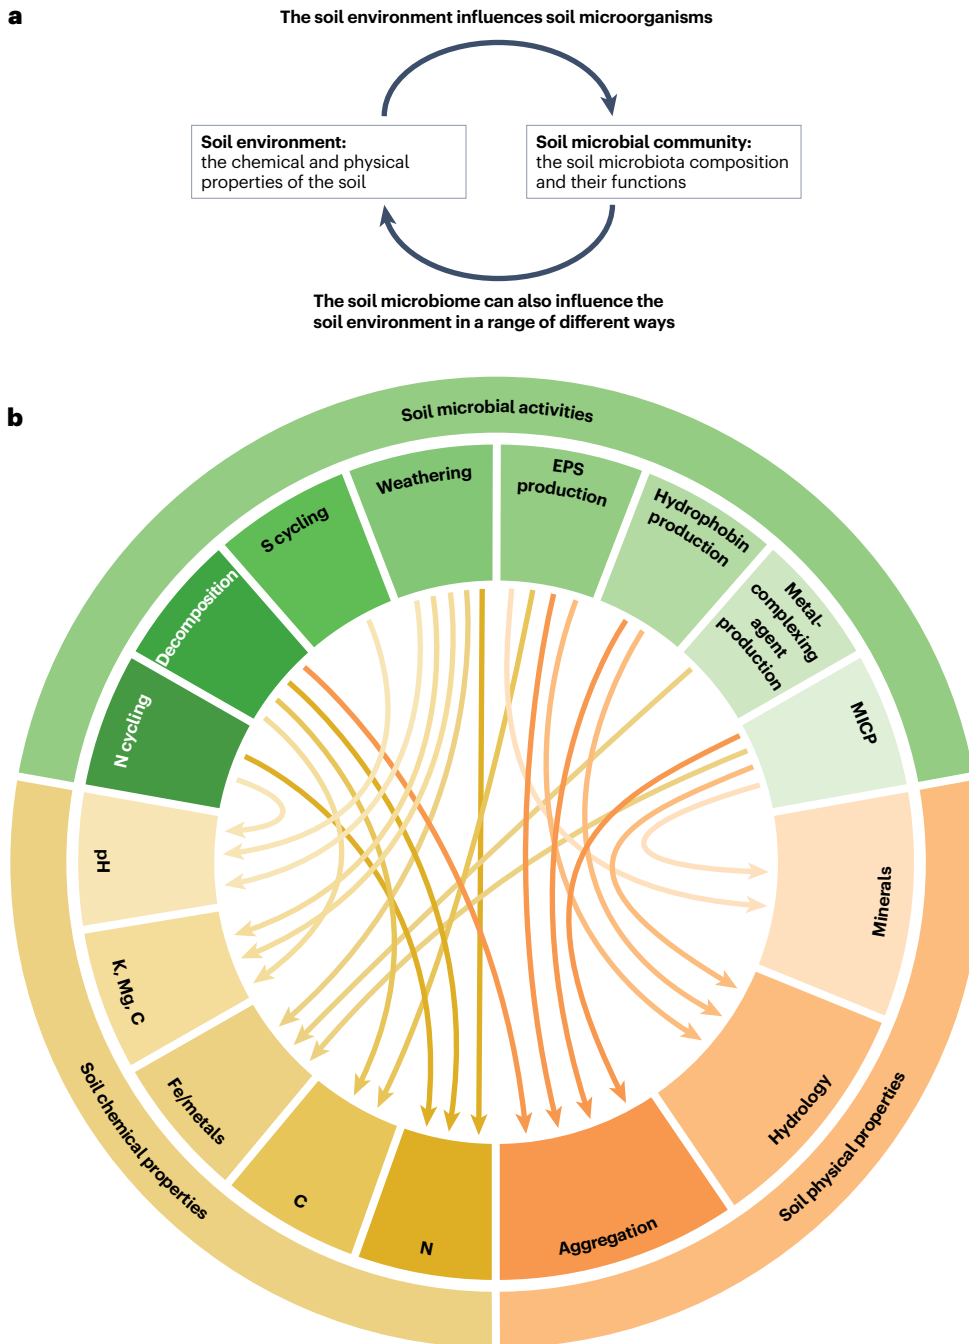 a
The soil environment influences soil microorganisms
Soil environment:
the chemical and physical
properties of the soil
Soil microbial community:
the soil microbiota composition
and their functions
The soil microbiome can also influence the
soil environment in a range of different ways
b
Soil microbial activities
N cycling
Decomposition
S cycling
Weathering
EPS
production
Hydrophobin
production
Metal-
complexing
agent
production
MICP
Minerals
Hydrology
Aggregation
N
C
Fe/metals
K, Mg, C
pH
Soil chemical properties
Soil physical properties